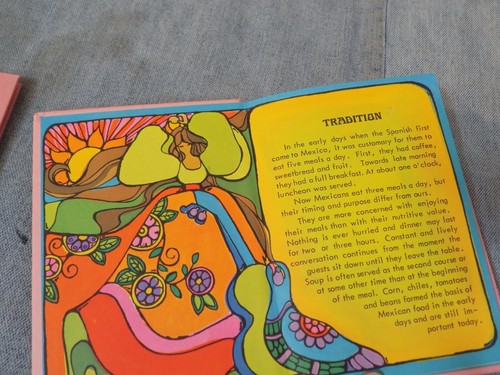 TRADITION
In the early days when the Spanish first
came to Mexico, it was customary for them to
eat five meals a day. First, they had coffee,
sweetbread and fruit. Towards late morning
they had a full breakfast. At about one o'clock,
luncheon was served.
Now Mexicans eat three meals a day, but
their timing and purpose differ from ours.
They are more concerned with enjoying
their meals than with their nutritive value.
Nothing is ever hurried and dinner may last
for two or three hours. Constant and lively
conversation continues from the moment the
guests sit down until they leave the table.
Soup is often served as the second course or
at some other time than at the beginning
of the meal. Corn, chiles, tomatoes
and beans formed the basis of
Mexican food in the early
days and are still im-
portant today.